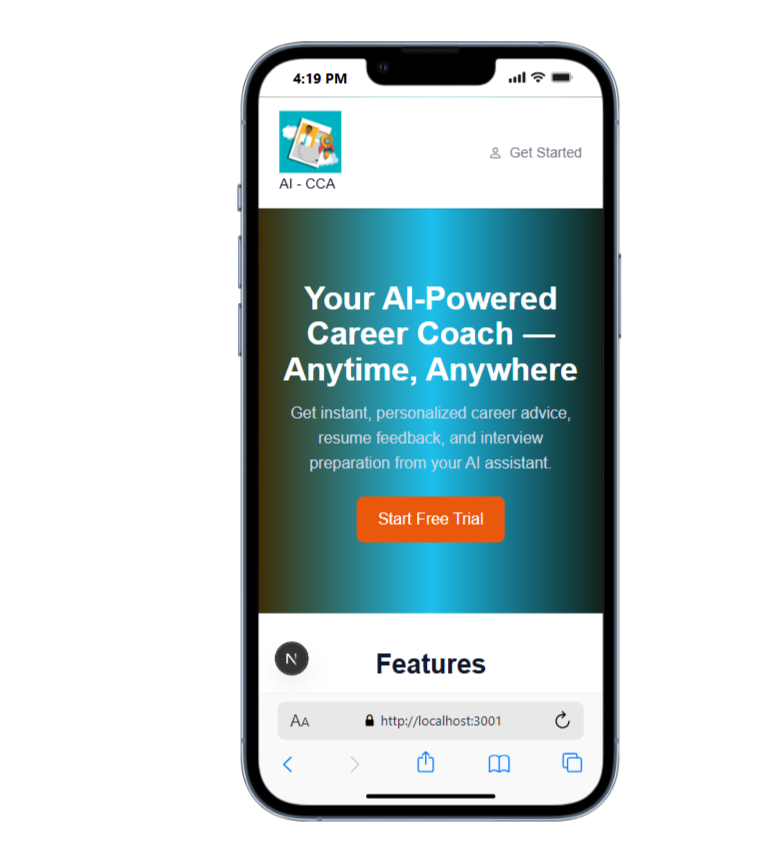 4:19 PM
AI - CCA
Get Started
Your AI-Powered
Career Coach —
Anytime, Anywhere
Get instant, personalized career advice,
resume feedback, and interview
preparation from your AI assistant.
Start Free Trial
N
Features
AA
http://localhost:3001